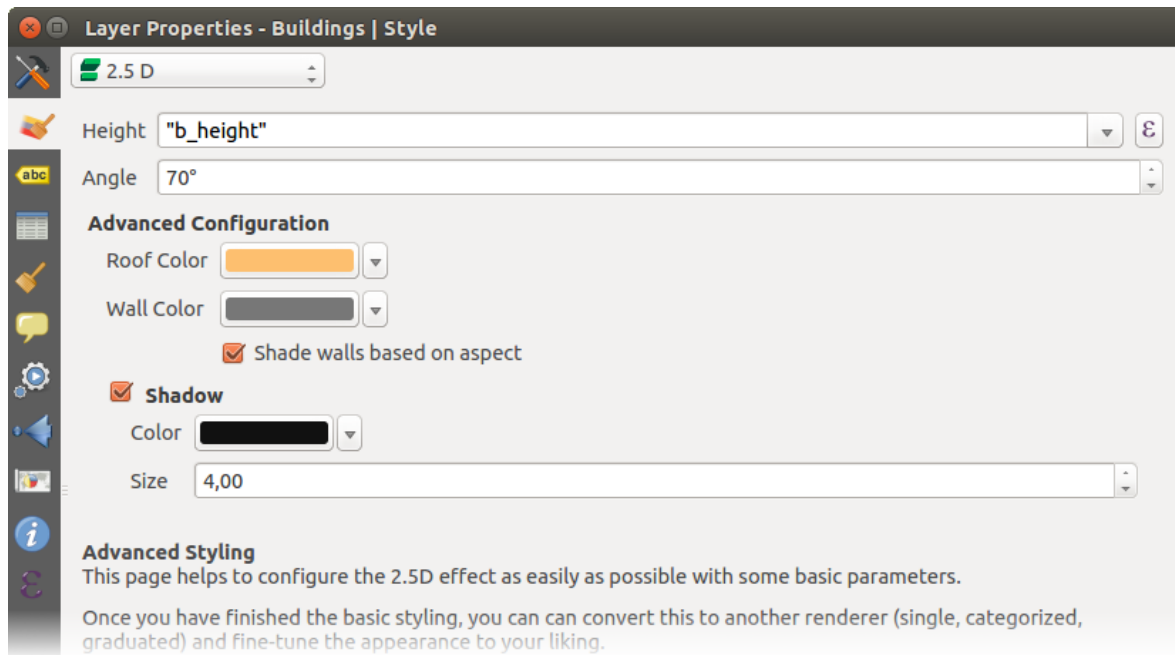 Layer Properties - Buildings | Style
2.5 D
Height "b_height" ε
abc
Angle 70°
Advanced Configuration
Roof Color
Wall Color
Shade walls based on aspect
Shadow
Color
Size 4,00
i
Advanced Styling
This page helps to configure the 2.5D effect as easily as possible with some basic parameters.
ε
Once you have finished the basic styling, you can can convert this to another renderer (single, categorized,
graduated) and fine-tune the appearance to your liking.